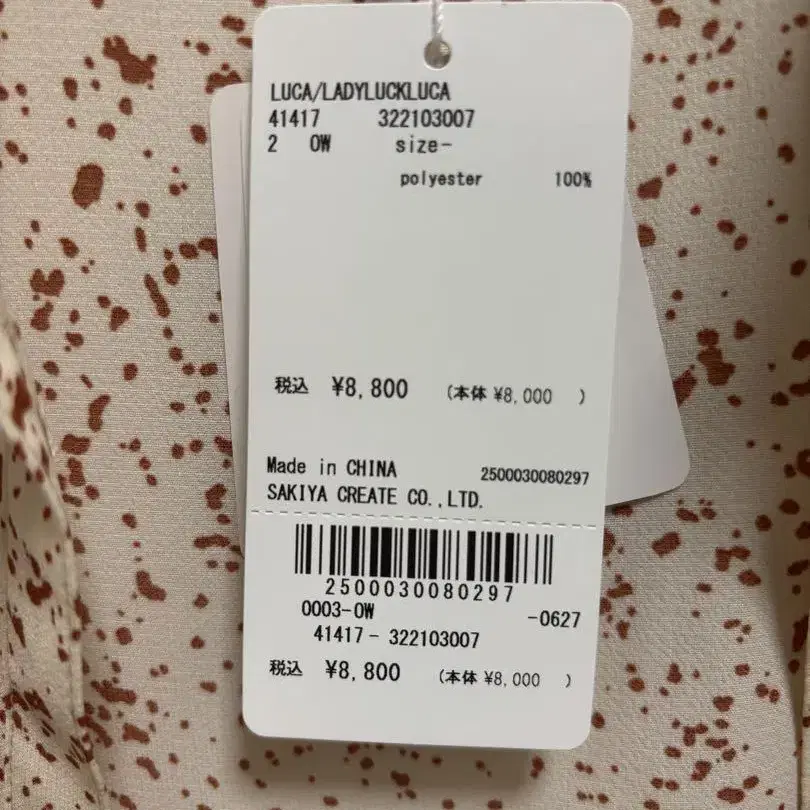 LUCA/LADYLUCKLUCA
41417 322103007
2 OW size-
polyester 100%
税込 ¥8,800 (本体 ¥8,000 )
Made in CHINA 2500030080297
SAKIYA CREATE CO.,LTD.
2500030080297
0003-OW -0627
41417- 322103007
税込 ¥8,800 (本体 ¥8,000 )